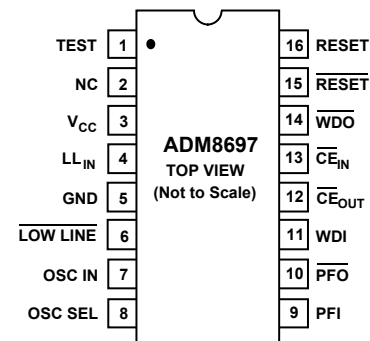 TEST 1
NC 2
VCC 3
LLIN 4
GND 5
LOW LINE 6
OSC IN 7
OSC SEL 8
ADM8697
TOP VIEW
(Not to Scale)
16 RESET
15 RESET
14 WDO
13 CEIN
12 CEOUT
11 WDI
10 PFO
9 PFI